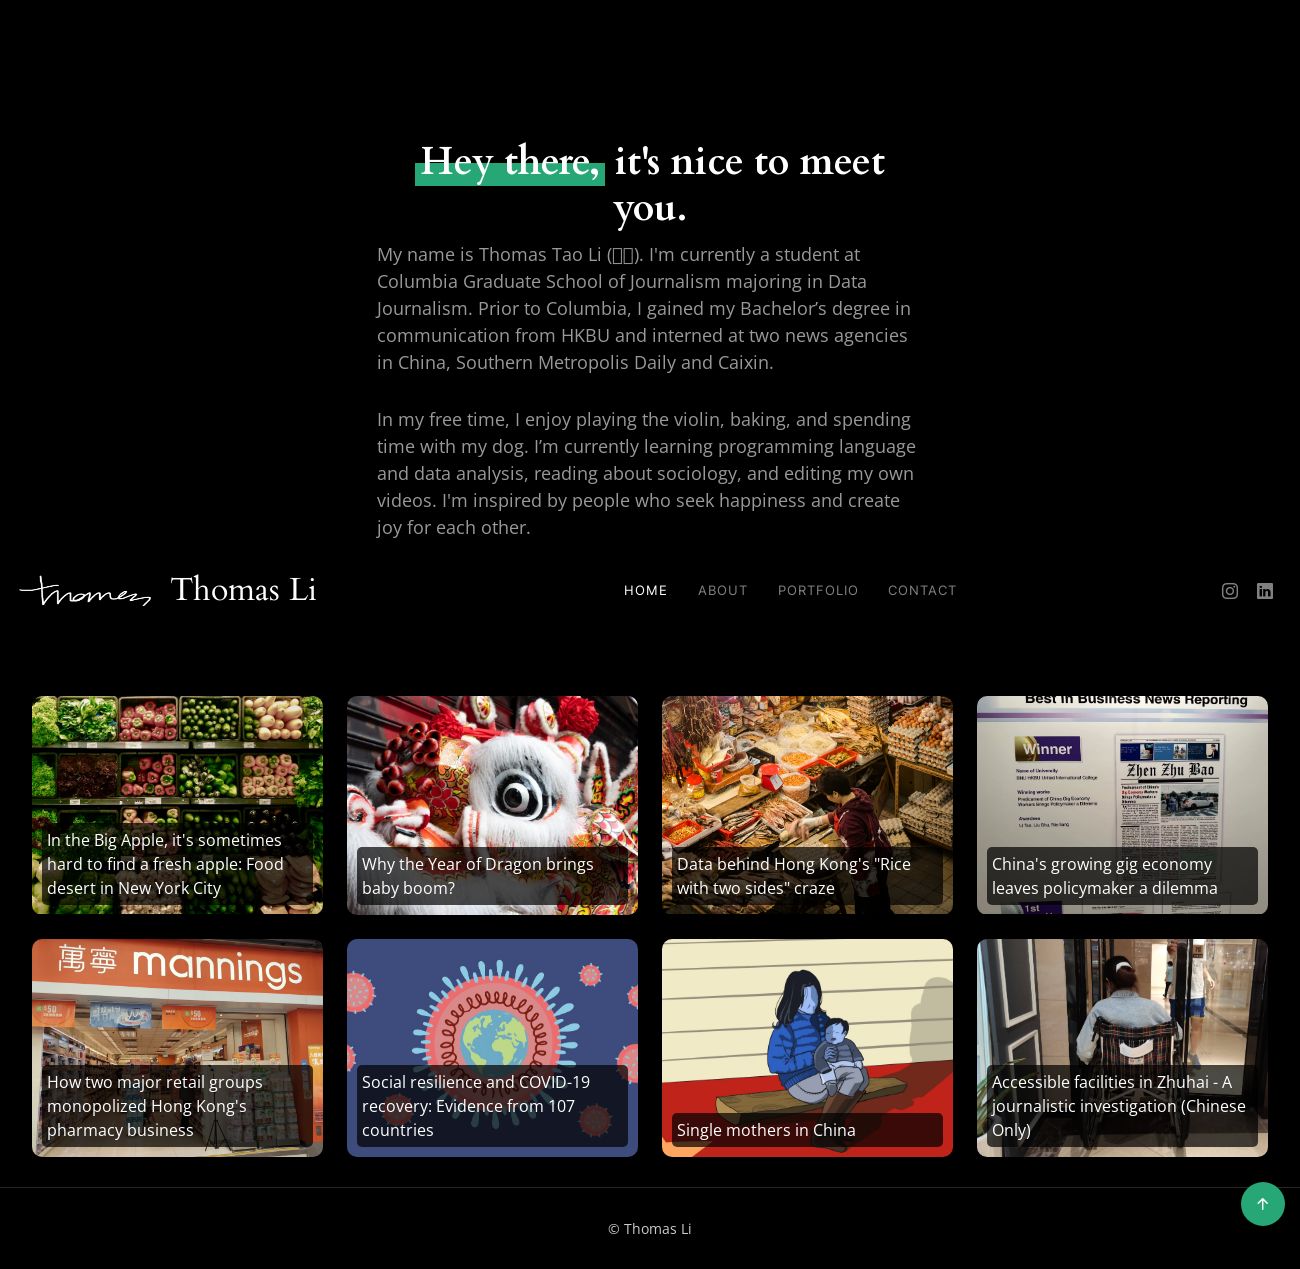 Hey there, it's nice to meet
you.
My name is Thomas Tao Li (). I'm currently a student at
Columbia Graduate School of Journalism majoring in Data
Journalism. Prior to Columbia, I gained my Bachelor’s degree in
communication from HKBU and interned at two news agencies
in China, Southern Metropolis Daily and Caixin.
In my free time, I enjoy playing the violin, baking, and spending
time with my dog. I’m currently learning programming language
and data analysis, reading about sociology, and editing my own
videos. I'm inspired by people who seek happiness and create
joy for each other.
Thomas Li
HOME ABOUT PORTFOLIO CONTACT
In the Big Apple, it's sometimes
hard to find a fresh apple: Food
desert in New York City
Why the Year of Dragon brings
baby boom?
Data behind Hong Kong's "Rice
with two sides" craze
Best in Business News Reporting
Winner
Name of University
Winning works
Awardees
Zhen Zhu Bao
1st
China's growing gig economy
leaves policymaker a dilemma
萬寧 mannings
How two major retail groups
monopolized Hong Kong's
pharmacy business
Social resilience and COVID-19
recovery: Evidence from 107
countries
Single mothers in China
Accessible facilities in Zhuhai - A
journalistic investigation (Chinese
Only)
© Thomas Li